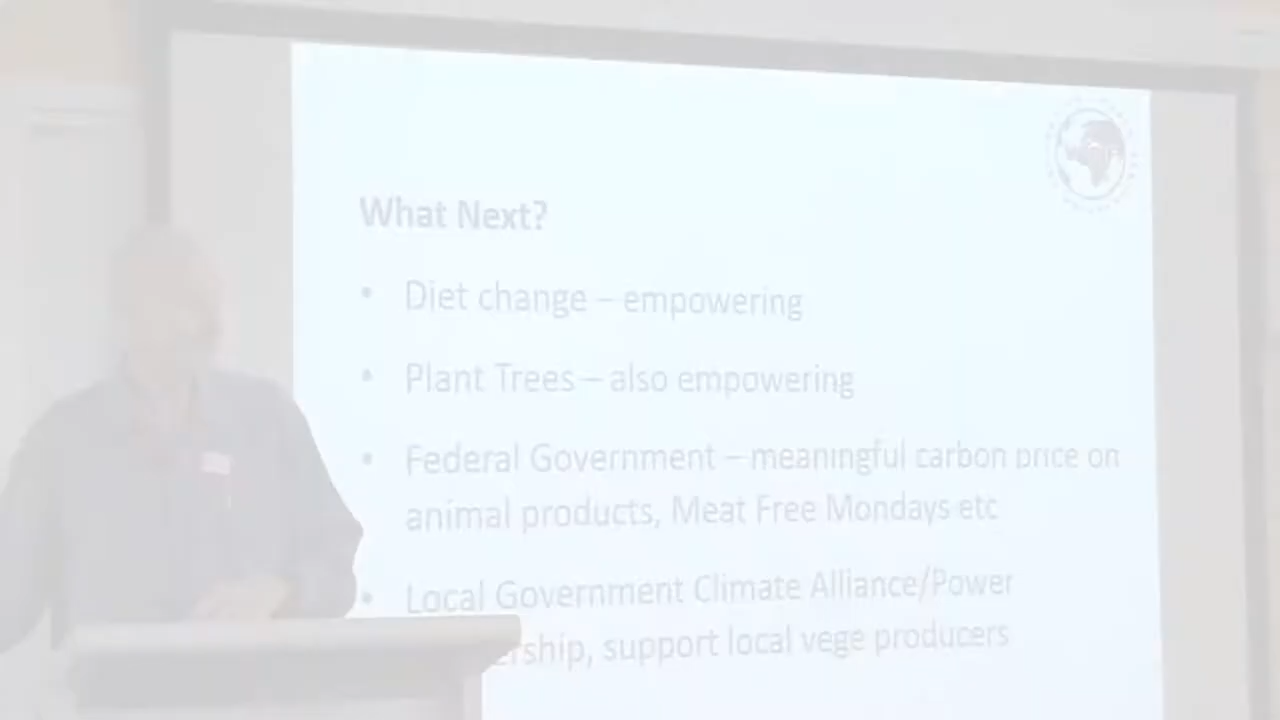 What Next?
• Diet change – empowering
• Plant Trees – also empowering
• Federal Government – meaningful carbon price on
animal products, Meat Free Mondays etc
• Local Government Climate Alliance/Power
ership, support local vege producers